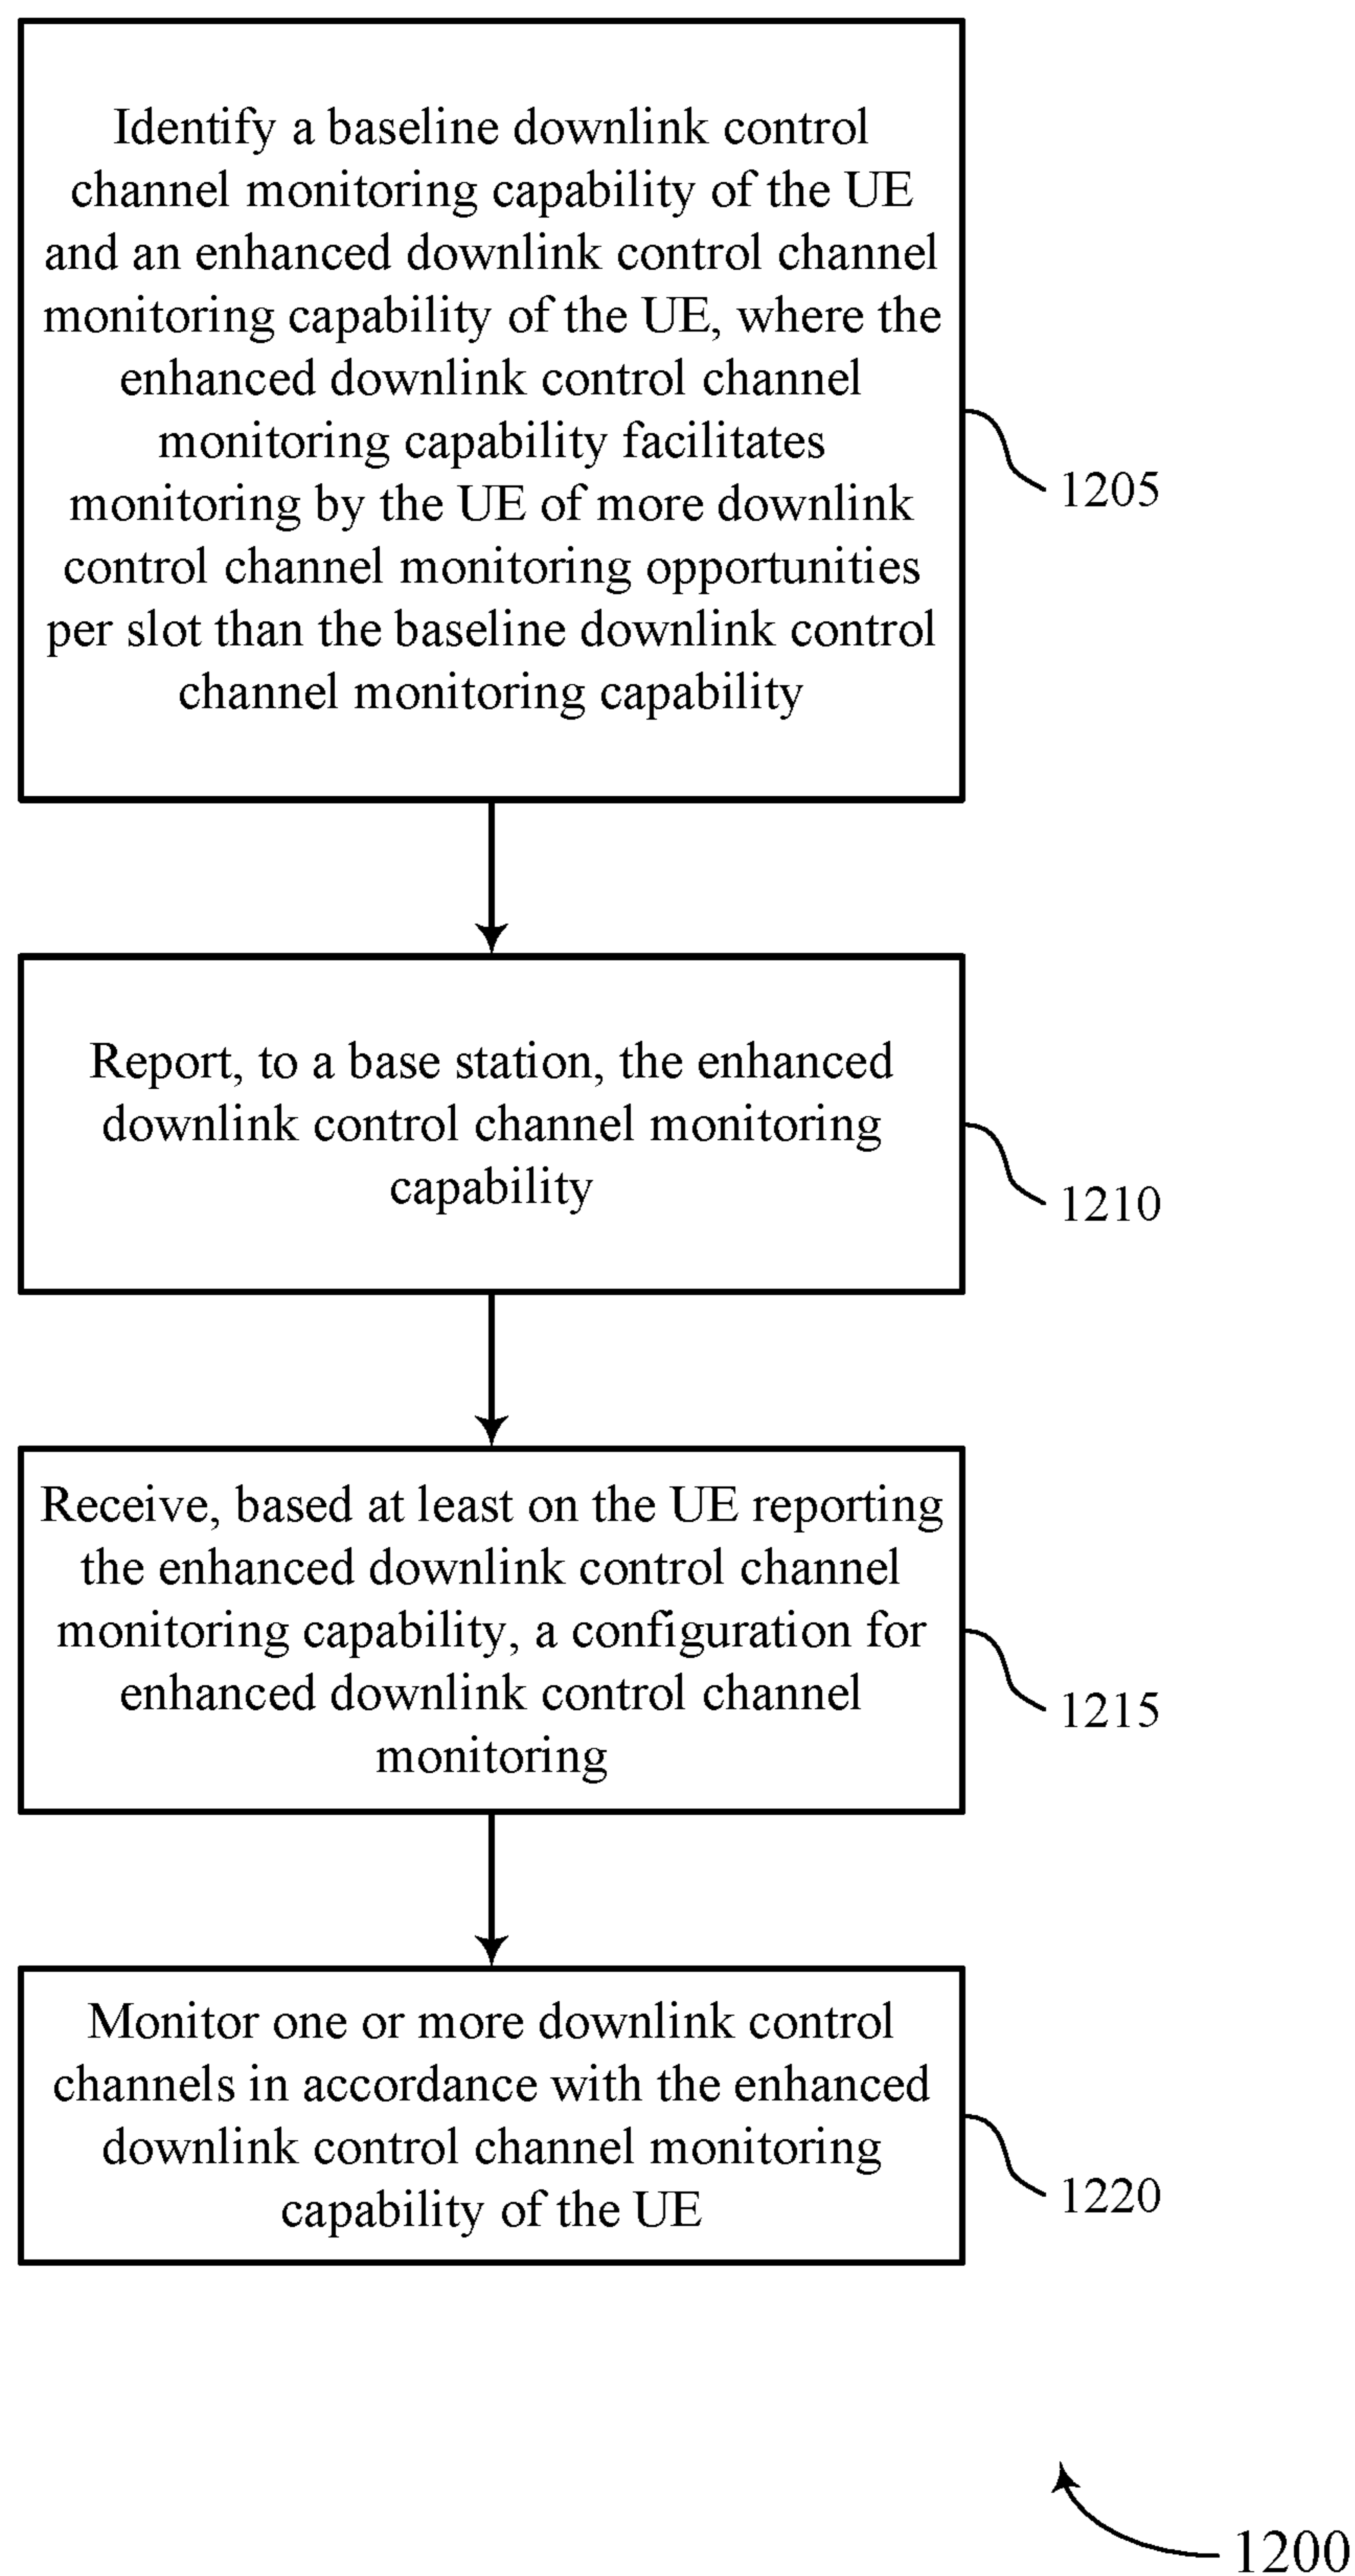 Identify a baseline downlink control
channel monitoring capability of the UE
and an enhanced downlink control channel
monitoring capability of the UE, where the
enhanced downlink control channel
monitoring capability facilitates
monitoring by the UE of more downlink
control channel monitoring opportunities
per slot than the baseline downlink control
channel monitoring capability
1205
Report, to a base station, the enhanced
downlink control channel monitoring
capability
1210
Receive, based at least on the UE reporting
the enhanced downlink control channel
monitoring capability, a configuration for
enhanced downlink control channel
monitoring
1215
Monitor one or more downlink control
channels in accordance with the enhanced
downlink control channel monitoring
capability of the UE
1220
1200